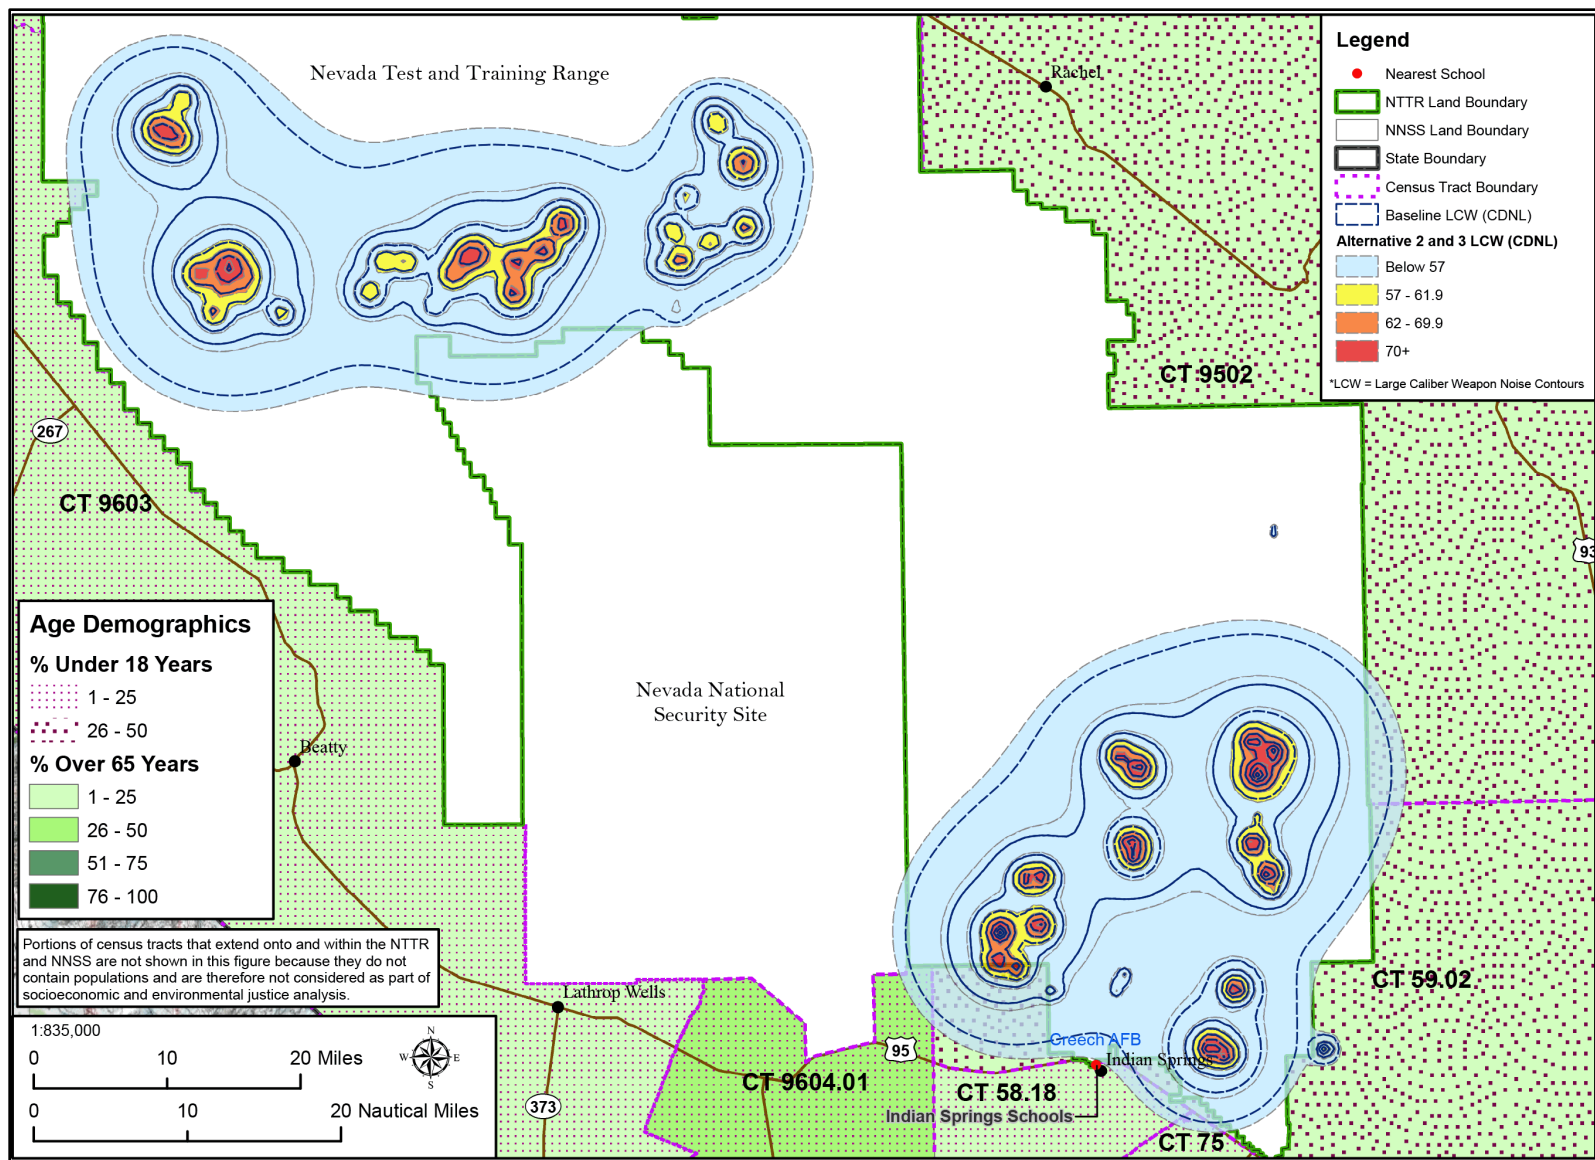 Nevada Test and Training Range
Rachel
Legend
Nearest School
NTTR Land Boundary
NNSS Land Boundary
State Boundary
Census Tract Boundary
Baseline LCW (CDNL)
Alternative 2 and 3 LCW (CDNL)
Below 57
57 - 61.9
62 - 69.9
70+
*LCW = Large Caliber Weapon Noise Contours
CT 9502
267
CT 9603
93
Age Demographics
% Under 18 Years
1 - 25
26 - 50
% Over 65 Years
1 - 25
26 - 50
51 - 75
76 - 100
Beatty
Nevada National
Security Site
Portions of census tracts that extend onto and within the NTTR
and NNSS are not shown in this figure because they do not
contain populations and are therefore not considered as part of
socioeconomic and environmental justice analysis.
Lathrop Wells
CT 59.02
1:835,000
0 10 20 Miles
0 10 20 Nautical Miles
N
W E
S
95
Creech AFB
Indian Springs
CT 9604.01
CT 58.18
373
Indian Springs Schools
CT 75